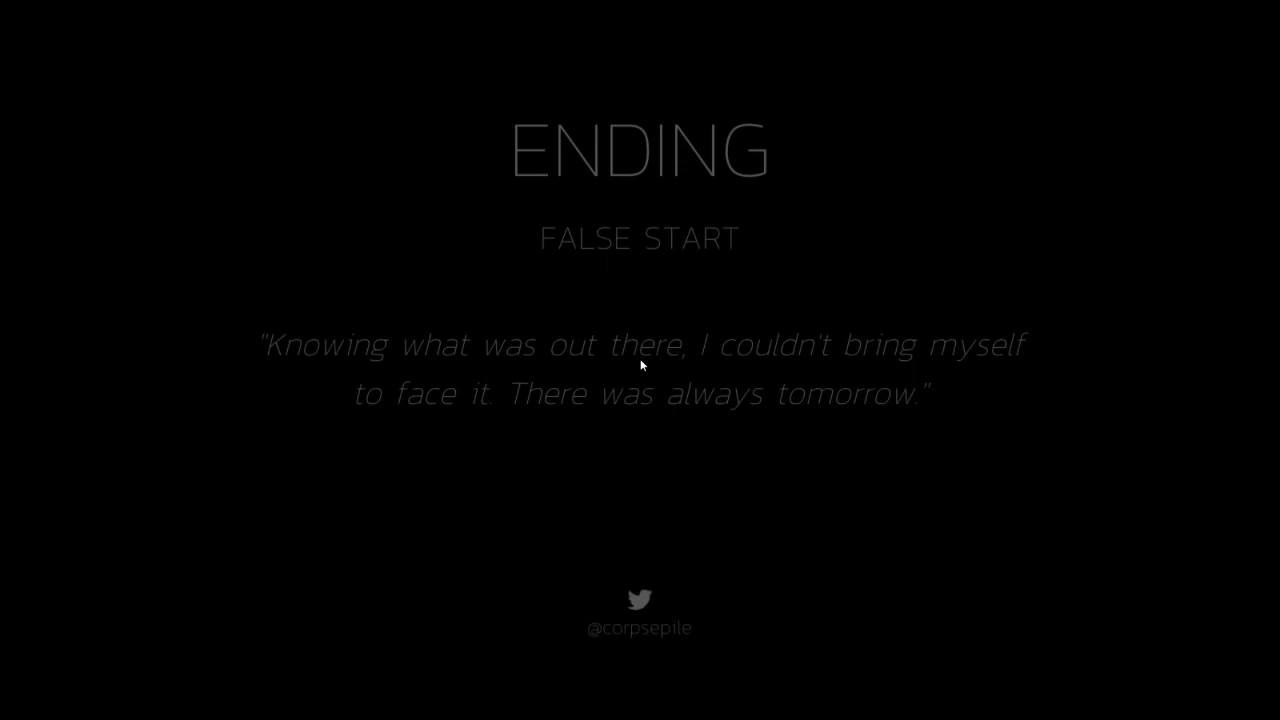 ENDING
FALSE START
"Knowing what was out there, I couldn't bring myself
to face it. There was always tomorrow."
@corpsepile